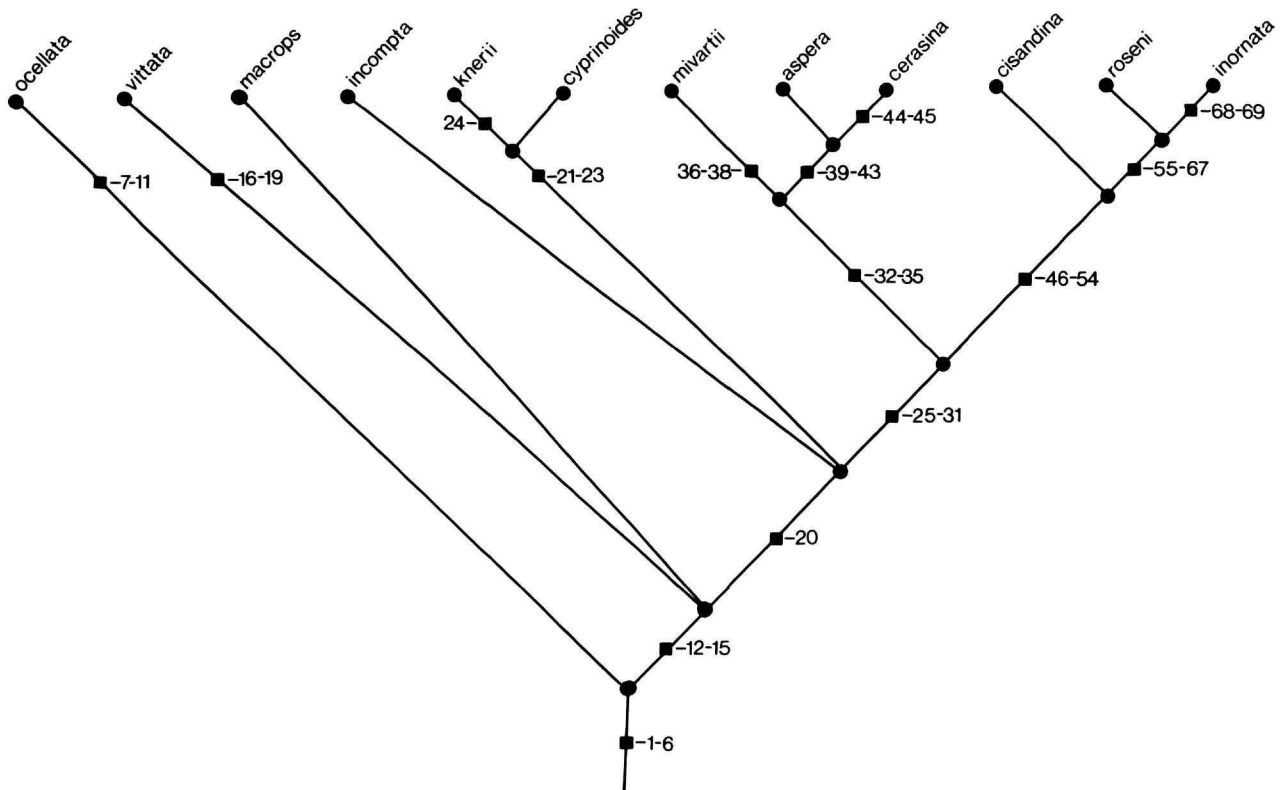 ocellata
vittata
macrops
incompta
knerii
cyprinoides
mivartii
aspera
cerasina
cisandina
roseni
inornata
24-
-44-45
-68-69
-7-11
-16-19
-21-23
36-38-
-39-43
-55-67
-32-35
-46-54
-25-31
-20
-12-15
-1-6